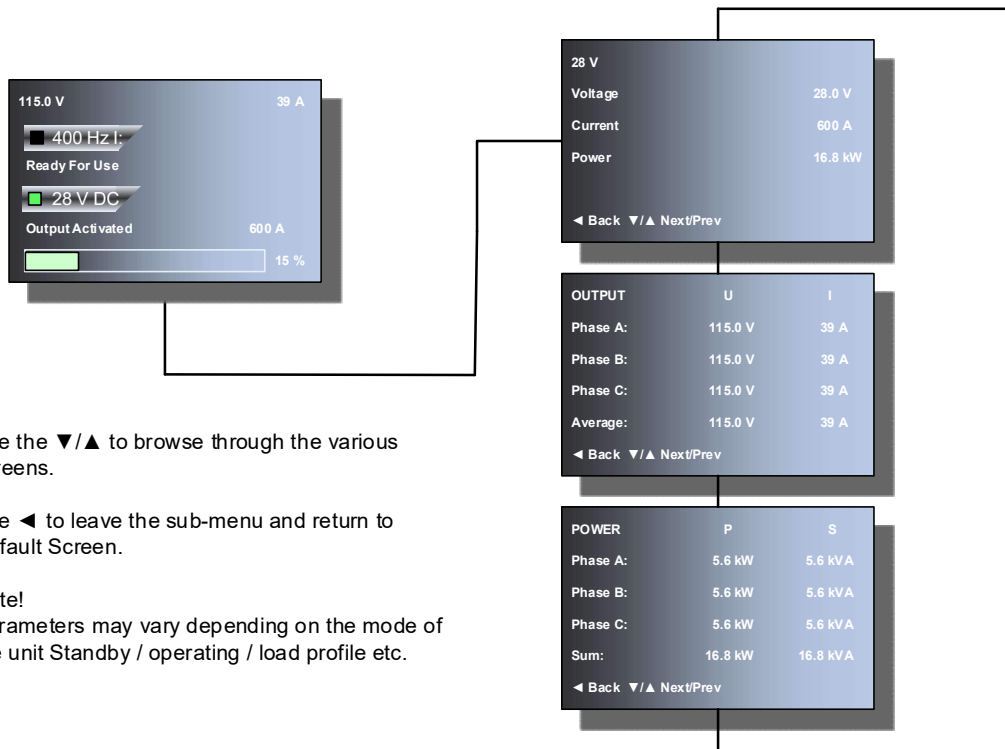 115.0 V 39 A
400 Hz I:
Ready For Use
28 V DC
Output Activated 600 A
15 %
28 V
Voltage 28.0 V
Current 600 A
Power 16.8 kW
◄ Back ▼/▲ Next/Prev
OUTPUT U I
Phase A: 115.0 V 39 A
Phase B: 115.0 V 39 A
Phase C: 115.0 V 39 A
Average: 115.0 V 39 A
◄ Back ▼/▲ Next/Prev
POWER P S
Phase A: 5.6 kW 5.6 kVA
Phase B: 5.6 kW 5.6 kVA
Phase C: 5.6 kW 5.6 kVA
Sum: 16.8 kW 16.8 kVA
◄ Back ▼/▲ Next/Prev
e the ▼/▲ to browse through the various
reens.
e ◄ to leave the sub-menu and return to
fault Screen.
te!
rameters may vary depending on the mode of
e unit Standby / operating / load profile etc.